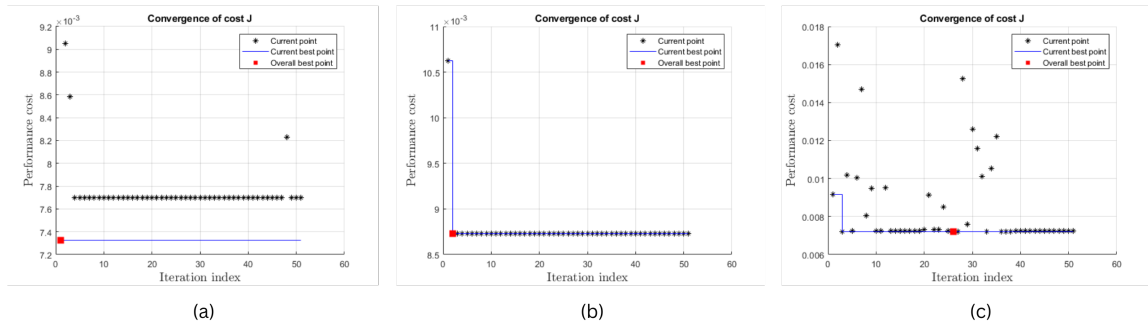 Convergence of cost J
×10⁻³
9.2
9
8.8
8.6
8.4
8.2
8
7.8
7.6
7.4
7.2
0
10
20
30
40
50
60
Performance cost
Iteration index
Current point
Current best point
Overall best point
(a)
Convergence of cost J
×10⁻³
11
10.5
10
9.5
9
8.5
0
10
20
30
40
50
60
Performance cost
Iteration index
Current point
Current best point
Overall best point
(b)
Convergence of cost J
0.018
0.016
0.014
0.012
0.01
0.008
0.006
0
10
20
30
40
50
60
Performance cost
Iteration index
Current point
Current best point
Overall best point
(c)